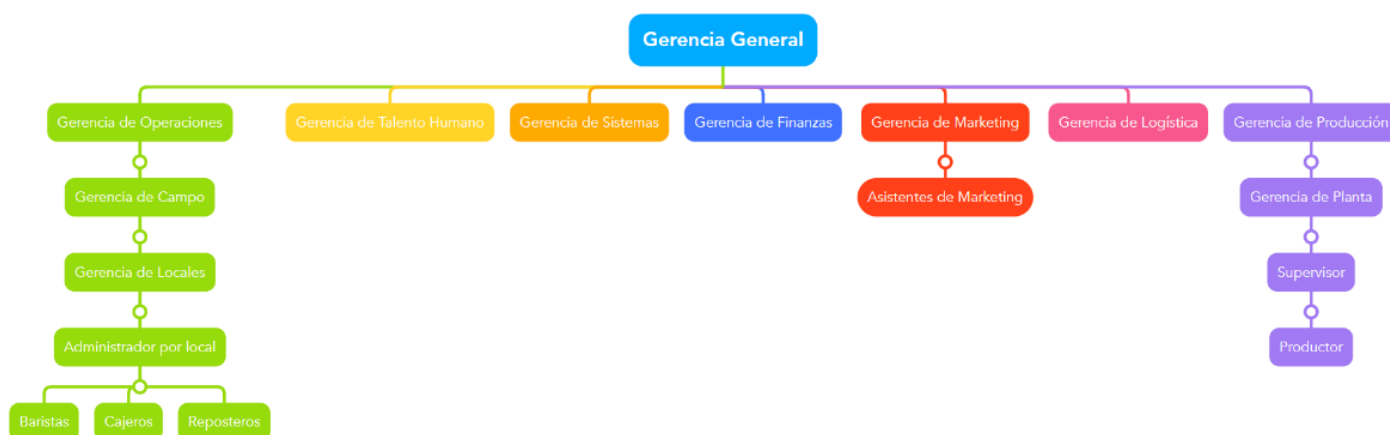 Gerencia General
Gerencia de Operaciones
Gerencia de Talento Humano
Gerencia de Sistemas
Gerencia de Finanzas
Gerencia de Marketing
Gerencia de Logística
Gerencia de Producción
Gerencia de Campo
Asistentes de Marketing
Gerencia de Planta
Gerencia de Locales
Supervisor
Administrador por local
Productor
Baristas
Cajeros
Reposteros